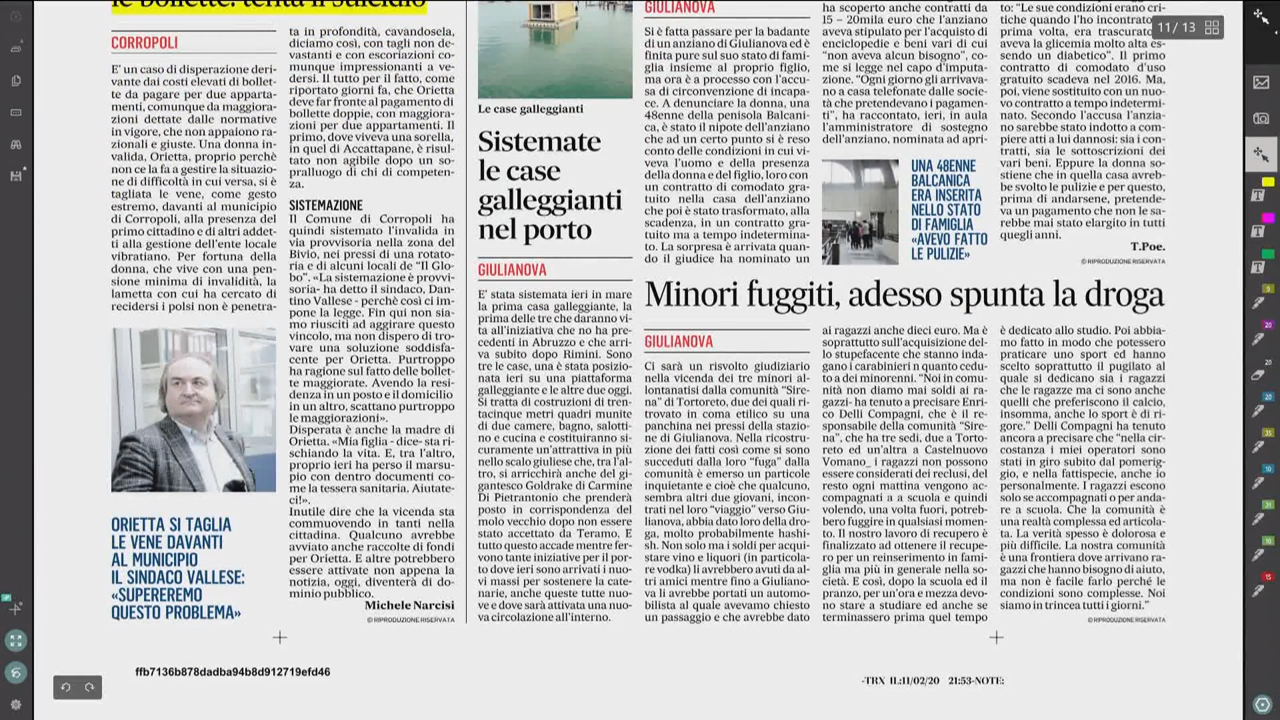 le bollette: tenta il suicidio
CORROPOLI
E' un caso di disperazione deri-
vante dai costi elevati di bollet-
te da pagare per due apparta-
menti, comunque da maggiora-
zioni dettate dalle normative
in vigore, che non appaiono ra-
zionali e giuste. Una donna in-
valida, Orietta, proprio perchè
non ce la fa a gestire la situazio-
ne di difficoltà in cui versa, si è
tagliata le vene, come gesto
estremo, davanti al municipio
di Corropoli, alla presenza del
primo cittadino e di altri addet-
ti alla gestione dell'ente locale
vibratiano. Per fortuna della
donna, che vive con una pen-
sione minima di invalidità, la
lametta con cui ha cercato di
recidersi i polsi non è penetra-
ORIETTA SI TAGLIA
LE VENE DAVANTI
AL MUNICIPIO
IL SINDACO VALLESE:
«SUPEREREMO
QUESTO PROBLEMA»
ta in profondità, cavandosela,
diciamo così, con tagli non de-
vastanti e con escoriazioni co-
munque impressionanti a ve-
dersi. Il tutto per il fatto, come
riportato giorni fa, che Orietta
deve far fronte al pagamento di
bollette doppie, con maggiora-
zioni per due appartamenti. Il
primo, dove viveva una sorella,
in quel di Accattapane, è risul-
tato non agibile dopo un so-
pralluogo di chi di competen-
za.
SISTEMAZIONE
Il Comune di Corropoli ha
quindi sistemato l'invalida in
via provvisoria nella zona del
Bivio, nei pressi di una rotato-
ria e di alcuni locali de "Il Glo-
bo". «La sistemazione è provvi-
soria- ha detto il sindaco, Dan-
tino Vallese - perchè così ci im-
pone la legge. Fin qui non sia-
mo riusciti ad aggirare questo
vincolo, ma non dispero di tro-
vare una soluzione soddisfa-
cente per Orietta. Purtroppo
ha ragione sul fatto delle bollet-
te maggiorate. Avendo la resi-
denza in un posto e il domicilio
in un altro, scattano purtroppo
le maggiorazioni».
Disperata è anche la madre di
Orietta. «Mia figlia - dice- sta ri-
schiando la vita. E, tra l'altro,
proprio ieri ha perso il marsu-
pio con dentro documenti co-
me la tessera sanitaria. Aiutate-
ci!».
Inutile dire che la vicenda sta
commuovendo in tanti nella
cittadina. Qualcuno avrebbe
avviato anche raccolte di fondi
per Orietta. E altre potrebbero
essere attivate non appena la
notizia, oggi, diventerà di do-
minio pubblico.
Michele Narcisi
© RIPRODUZIONE RISERVATA
Le case galleggianti
Sistemate
le case
galleggianti
nel porto
GIULIANOVA
E' stata sistemata ieri in mare
la prima casa galleggiante, la
prima delle tre che daranno vi-
ta all'iniziativa che no ha pre-
cedenti in Abruzzo e che arri-
va subito dopo Rimini. Sono
tre le case, una è stata posizio-
nata ieri su una piattaforma
galleggiante e le altre due oggi.
Si tratta di costruzioni di tren-
tacinque metri quadri munite
di due camere, bagno, salotti-
no e cucina e costituiranno si-
curamente un'attrattiva in più
nello scalo giuliese che, tra l'al-
tro, si arricchirà anche del gi-
gantesco Goldrake di Carmine
Di Pietrantonio che prenderà
posto in corrispondenza del
molo vecchio dopo non essere
stato accettato da Teramo. E
tutto questo accade mentre fer-
vono tante iniziative per il por-
to dove ieri sono arrivati i nuo-
vi massi per sostenere la cate-
narie, anche queste tutte nuo-
ve e dove sarà attivata una nuo-
va circolazione all'interno.
GIULIANOVA
Si è fatta passare per la badante
di un anziano di Giulianova ed è
finita pure sul suo stato di fami-
glia insieme al proprio figlio,
ma ora è a processo con l'accu-
sa di circonvenzione di incapa-
ce. A denunciare la donna, una
48enne della penisola Balcani-
ca, è stato il nipote dell'anziano
che ad un certo punto si è reso
conto delle condizioni in cui vi-
veva l'uomo e della presenza
della donna e del figlio, loro con
un contratto di comodato gra-
tuito nella casa dell'anziano
che poi è stato trasformato, alla
scadenza, in un contratto gra-
tuito ma a tempo indetermina-
to. La sorpresa è arrivata quan-
do il giudice ha nominato un
ha scoperto anche contratti da
15 – 20mila euro che l'anziano
aveva stipulato per l'acquisto di
enciclopedie e beni vari di cui
"non aveva alcun bisogno", co-
me si legge nel capo d'imputa-
zione. "Ogni giorno gli arrivava-
no a casa telefonate dalle socie-
tà che pretendevano i pagamen-
ti", ha raccontato, ieri, in aula
l'amministratore di sostegno
dell'anziano, nominato ad apri-
UNA 48ENNE
BALCANICA
ERA INSERITA
NELLO STATO
DI FAMIGLIA
«AVEVO FATTO
LE PULIZIE»
to: "Le sue condizioni erano cri-
tiche quando l'ho incontrato
prima volta, era trascurato
aveva la glicemia molto alta es-
sendo un diabetico". Il primo
contratto di comodato d'uso
gratuito scadeva nel 2016. Ma,
poi, viene sostituito con un nuo-
vo contratto a tempo indetermi-
nato. Secondo l'accusa l'anzia-
no sarebbe stato indotto a com-
piere atti a lui dannosi: sia i con-
tratti, sia le sottoscrizioni dei
vari beni. Eppure la donna so-
stiene che in quella casa avreb-
be svolto le pulizie e per questo,
prima di andarsene, pretende-
va un pagamento che non le sa-
rebbe mai stato elargito in tutti
quegli anni.
T.Poe.
© RIPRODUZIONE RISERVATA
11 / 13
Minori fuggiti, adesso spunta la droga
GIULIANOVA
Ci sarà un risvolto giudiziario
nella vicenda dei tre minori al-
lontanatisi dalla comunità "Sire-
na" di Tortoreto, due dei quali ri-
trovato in coma etilico su una
panchina nei pressi della stazio-
ne di Giulianova. Nella ricostru-
zione dei fatti così come si sono
succeduti dalla loro "fuga" dalla
comunità è emerso un particole
inquietante e cioè che qualcuno,
sembra altri due giovani, incon-
trati nel loro "viaggio" verso Giu-
lianova, abbia dato loro della dro-
ga, molto probabilmente hashi-
sh. Non solo ma i soldi per acqui-
stare vino e liquori (in particola-
re vodka) li avrebbero avuti da al-
tri amici mentre fino a Giuliano-
va li avrebbe portati un automo-
bilista al quale avevamo chiesto
un passaggio e che avrebbe dato
ai ragazzi anche dieci euro. Ma è
soprattutto sull'acquisizione del-
lo stupefacente che stanno inda-
gano i carabinieri n quanto cedu-
to a dei minorenni. "Noi in comu-
nità non diamo mai soldi ai ra-
gazzi- ha tenuto a precisare Enri-
co Delli Compagni, che è il re-
sponsabile della comunità "Sire-
na", che ha tre sedi, due a Torto-
reto ed un'altra a Castelnuovo
Vomano_ i ragazzi non possono
essere considerati dei reclusi, del
resto ogni mattina vengono ac-
compagnati a a scuola e quindi
volendo, una volta fuori, potreb-
bero fuggire in qualsiasi momen-
to. Il nostro lavoro di recupero è
finalizzato ad ottenere il recupe-
ro per un reinserimento in fami-
glia ma più in generale nella so-
cietà. E così, dopo la scuola ed il
pranzo, per un'ora e mezza devo-
no stare a studiare ed anche se
terminassero prima quel tempo
è dedicato allo studio. Poi abbia-
mo fatto in modo che potessero
praticare uno sport ed hanno
scelto soprattutto il pugilato al
quale si dedicano sia i ragazzi
che le ragazze ma ci sono anche
quelli che preferiscono il calcio,
insomma, anche lo sport è di ri-
gore." Delli Compagni ha tenuto
ancora a precisare che "nella cir-
costanza i miei operatori sono
stati in giro subito dal pomerig-
gio, e nella fattispecie, anche io
personalmente. I ragazzi escono
solo se accompagnati o per anda-
re a scuola. Che la comunità è
una realtà complessa ed articola-
ta. La verità spesso è dolorosa e
più difficile. La nostra comunità
è una frontiera dove arrivano ra-
gazzi che hanno bisogno di aiuto,
ma non è facile farlo perché le
condizioni sono complesse. Noi
siamo in trincea tutti i giorni."
© RIPRODUZIONE RISERVATA
ffb7136b878dadba94b8d912719efd46
-TRX IL:11/02/20 21:53-NOTE: